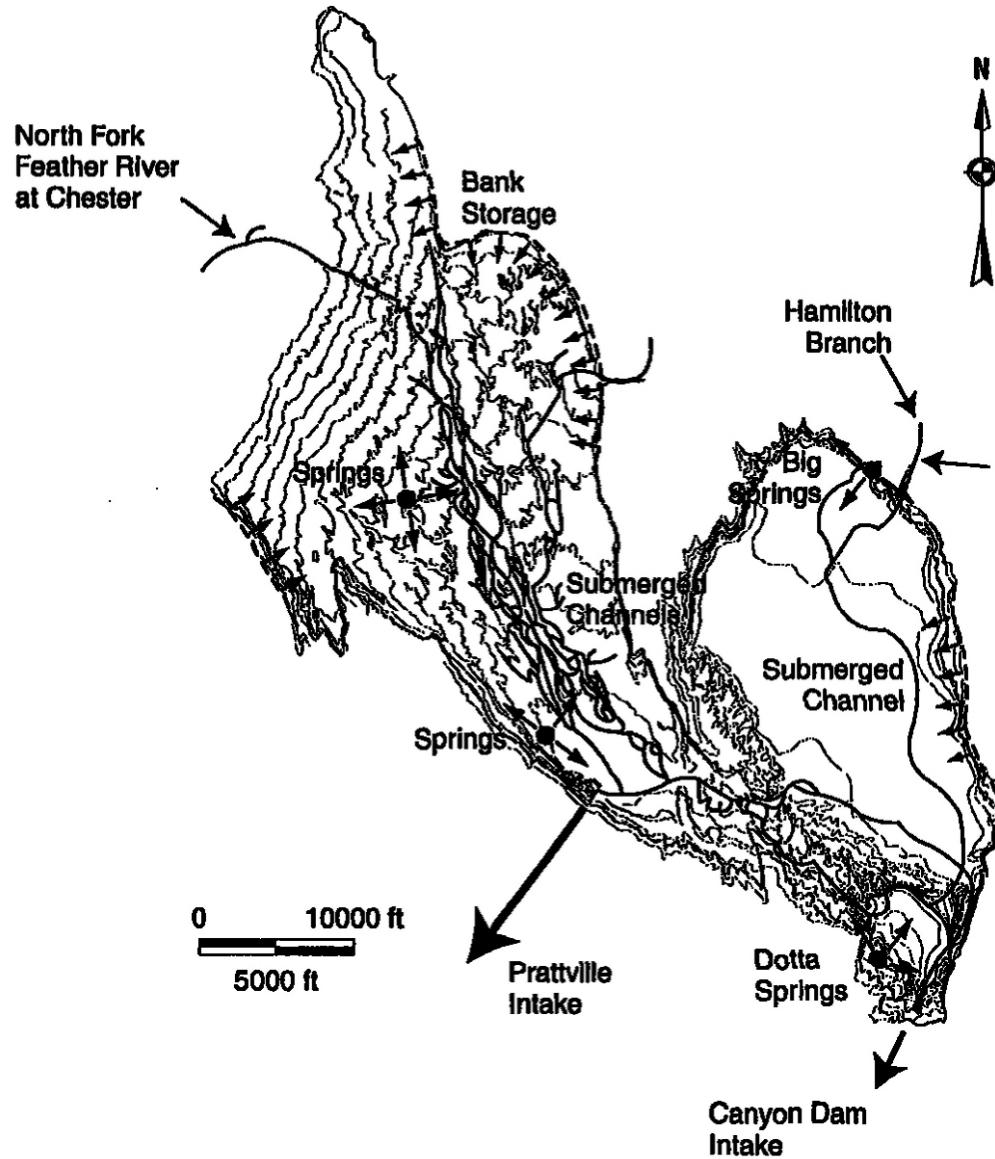 N
North Fork
Feather River
at Chester
Bank
Storage
Hamilton
Branch
Big
Springs
Springs
Submerged
Channels
Submerged
Channel
Springs
0 10000 ft
5000 ft
Prattville
Intake
Dotta
Springs
Canyon Dam
Intake